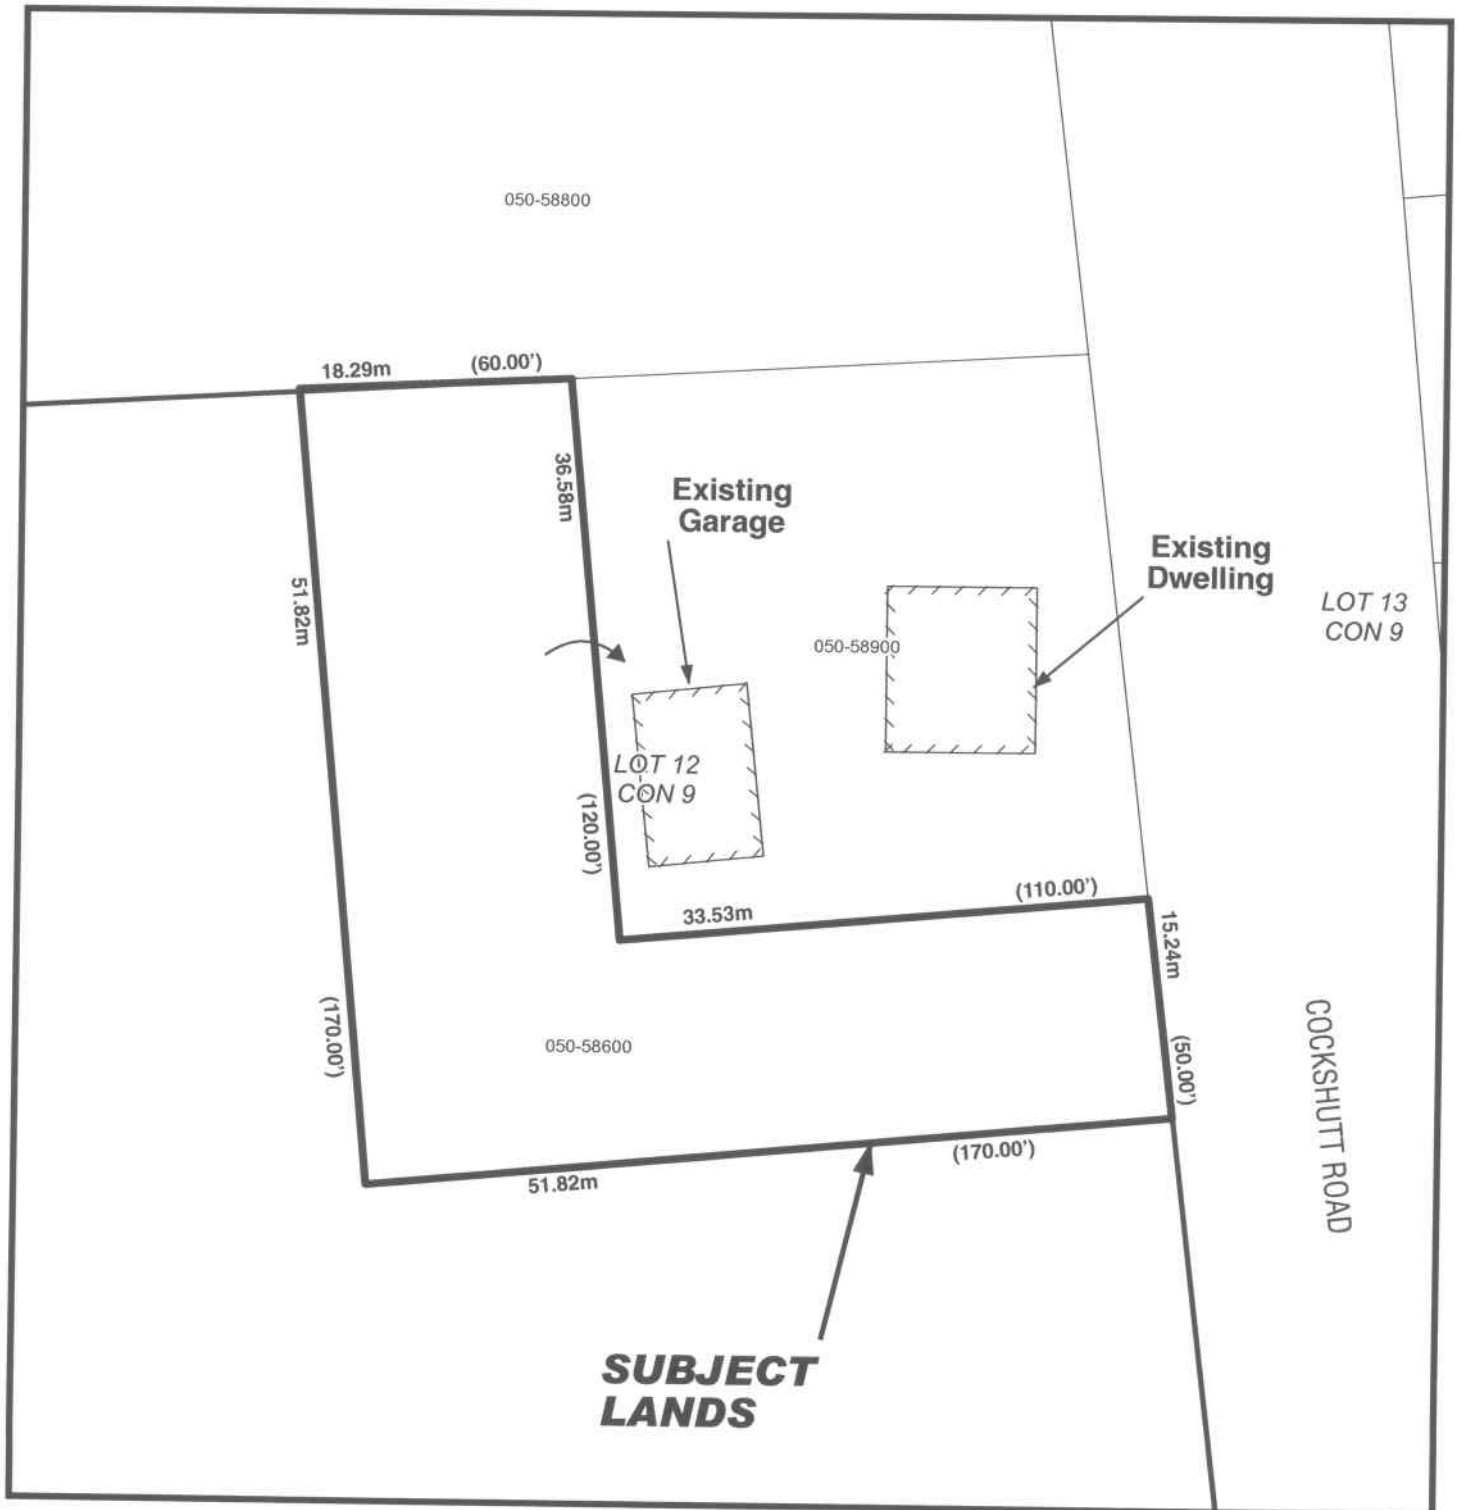 050-58800
18.29m (60.00')
36.58m
Existing
Garage
Existing
Dwelling
51.82m
LOT 13
CON 9
050-58900
LOT 12
CON 9
(120.00')
33.53m (110.00')
15.24m
(170.00')
050-58600
COCKSHUTT ROAD
(50.00')
51.82m (170.00')
SUBJECT
LANDS